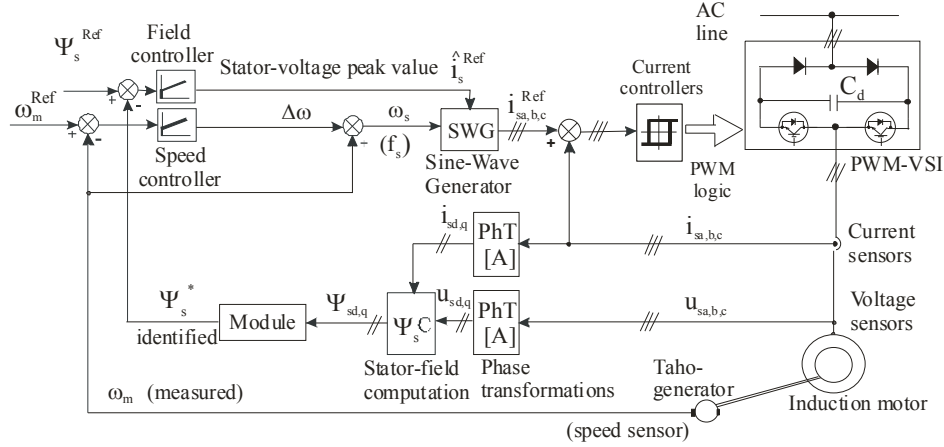 AC
line
Field
controller
Ψs Ref
Stator-voltage peak value îs Ref
Current
controllers
Cd
ωm Ref
Δω
ωs
(fs)
SWG
isa,b,c Ref
Speed
controller
Sine-Wave
Generator
PWM
logic
PWM-VSI
isd,q
PhT
[A]
isa,b,c
Current
sensors
Ψs*
identified
Module
Ψsd,q
ΨsC
usd,q
PhT
[A]
usa,b,c
Voltage
sensors
Stator-field
computation
Phase
transformations
Taho-
generator
Induction motor
ωm (measured)
(speed sensor)